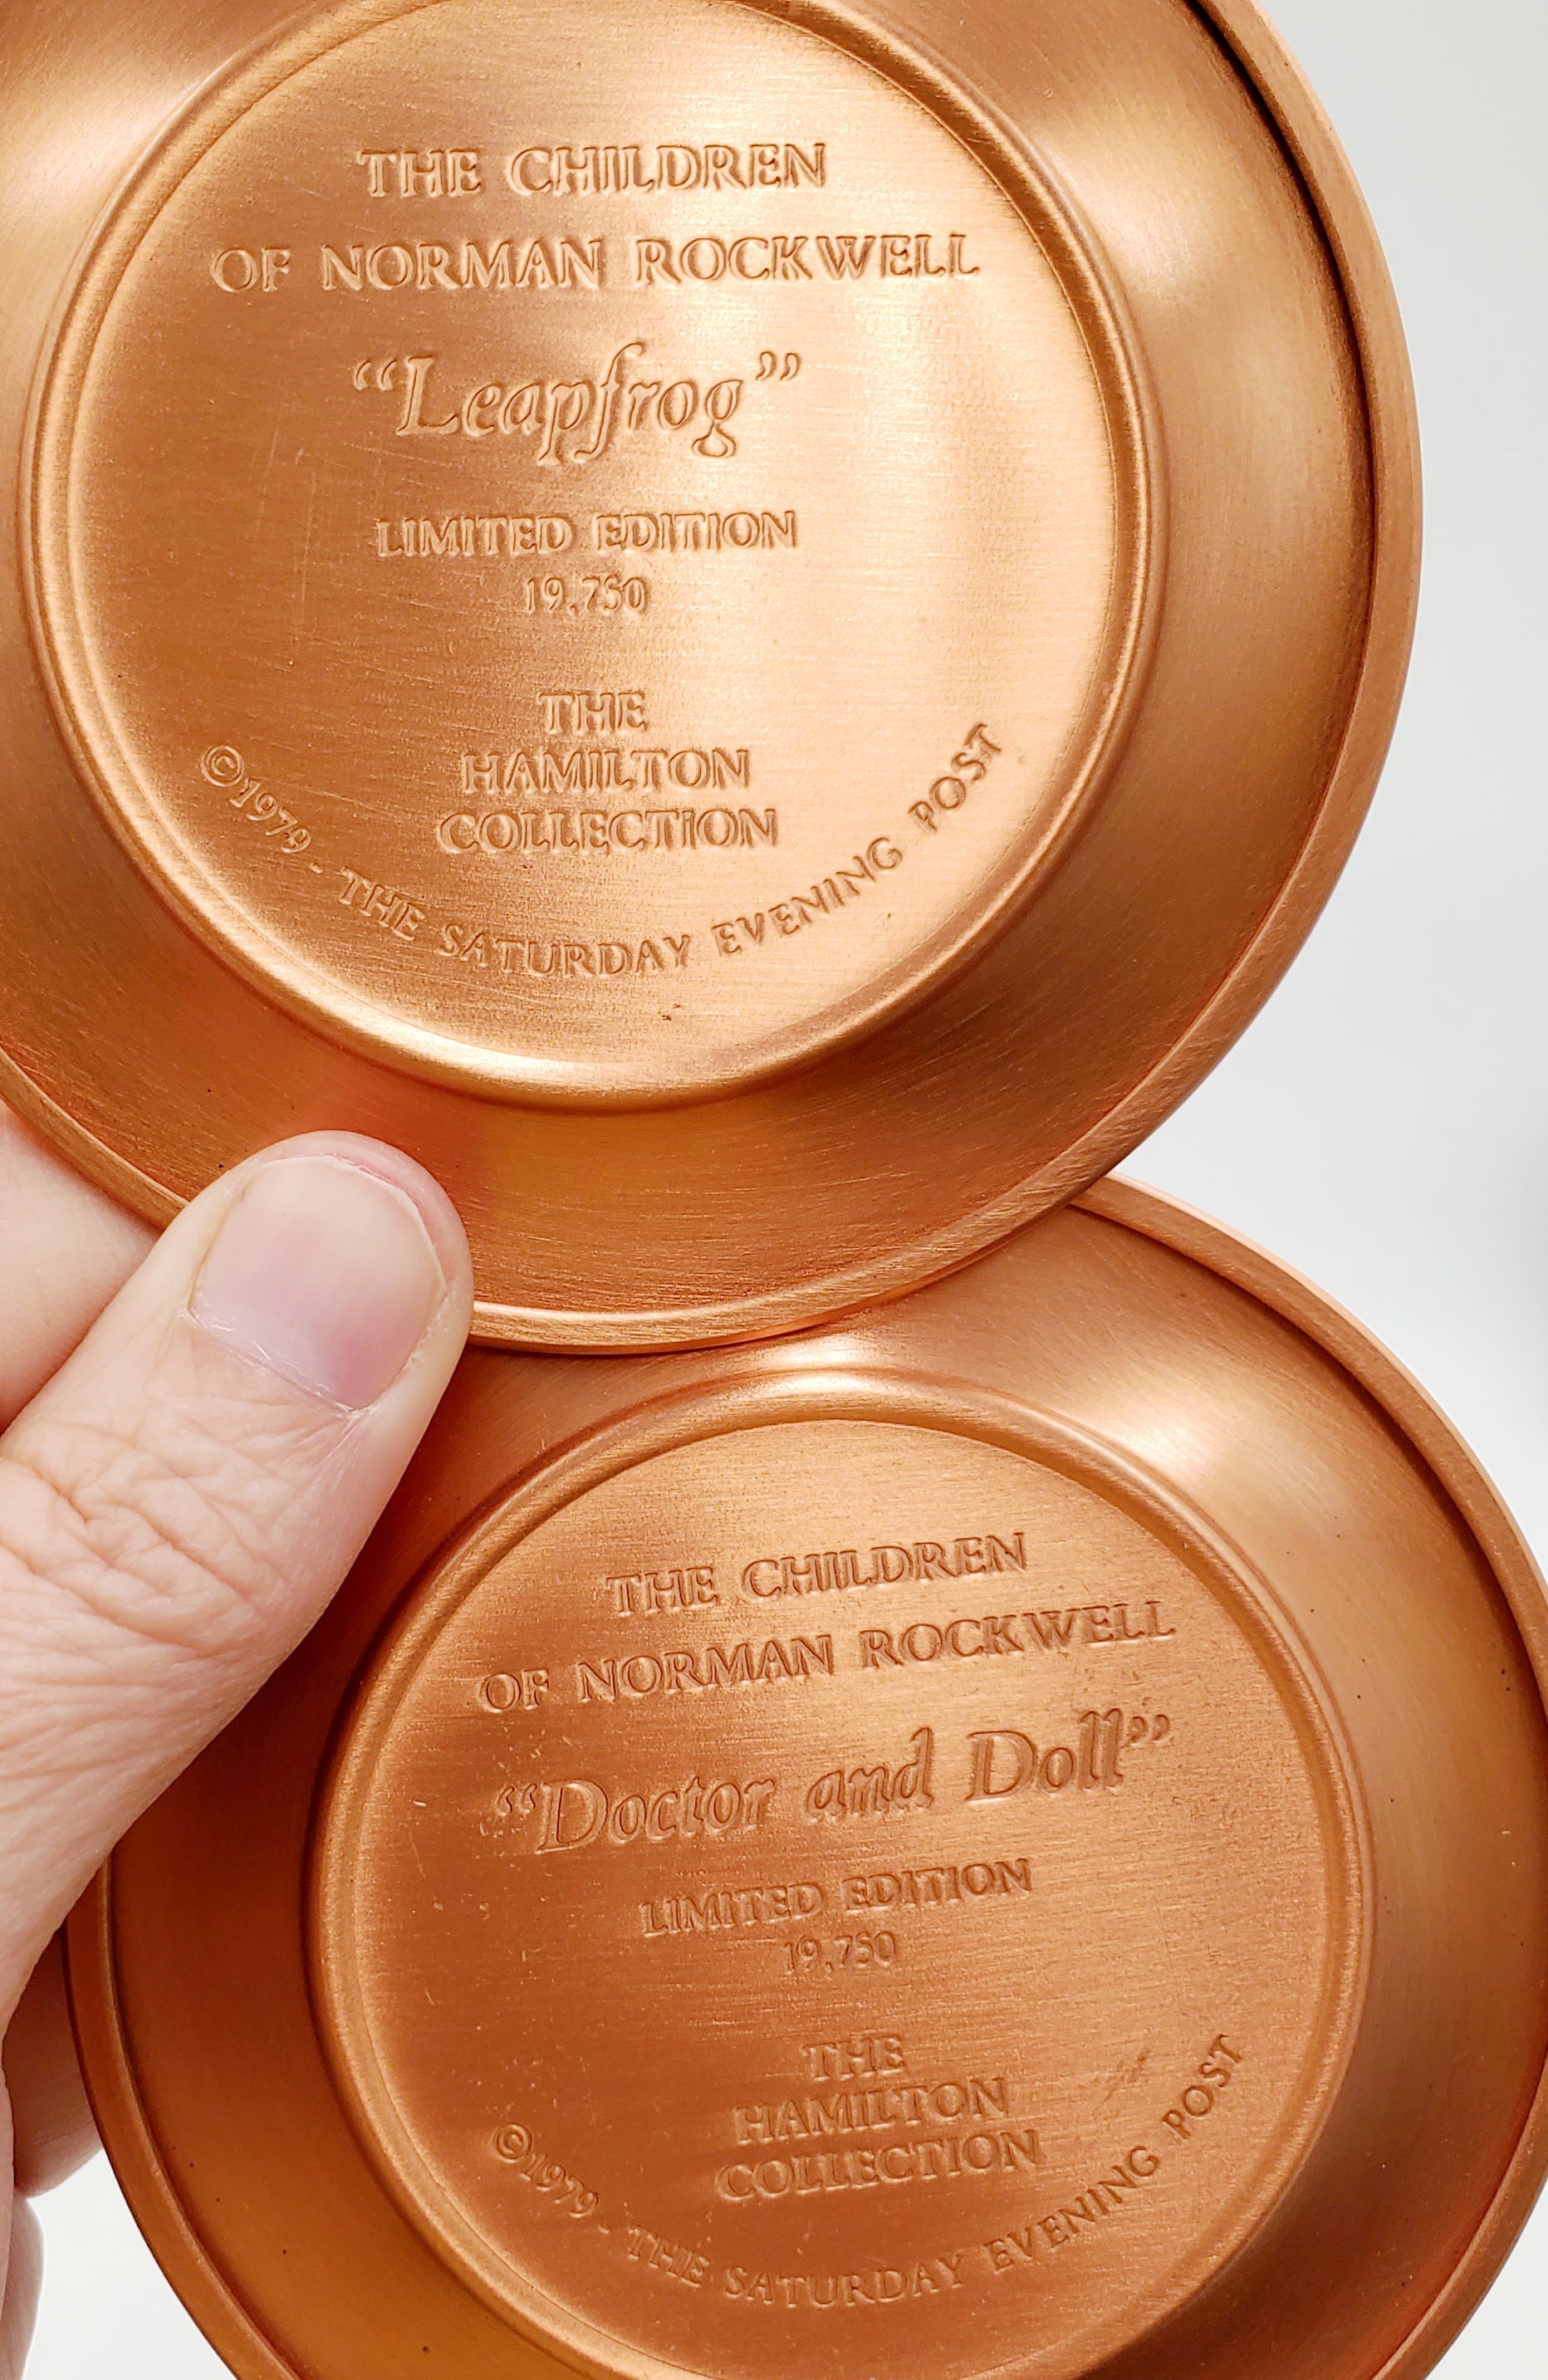 THE CHILDREN
OF NORMAN ROCKWELL
“Leapfrog”
LIMITED EDITION
19,750
THE
HAMILTON
COLLECTION
©1979 - THE SATURDAY EVENING POST
THE CHILDREN
OF NORMAN ROCKWELL
“Doctor and Doll”
LIMITED EDITION
19,750
THE
HAMILTON
COLLECTION
©1979 - THE SATURDAY EVENING POST